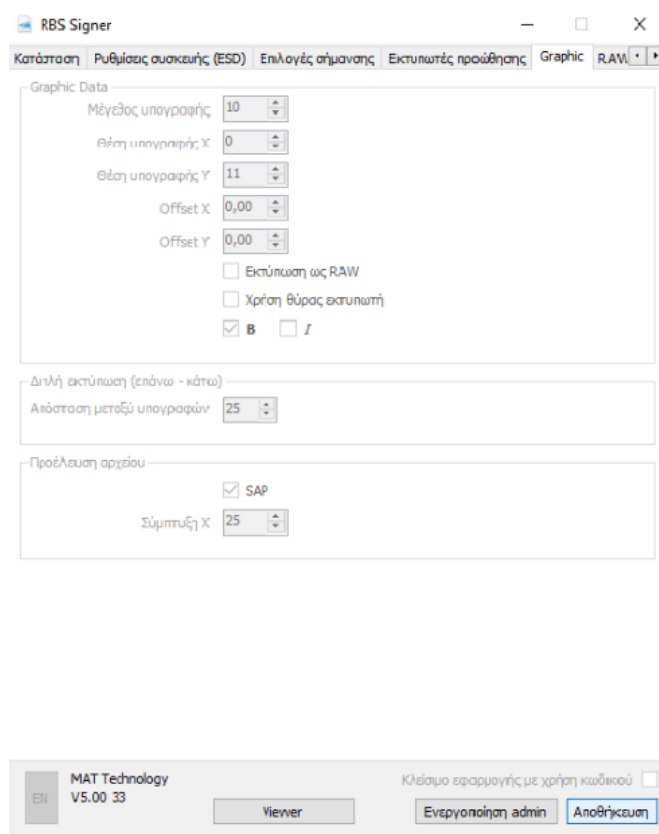 RBS Signer
Κατάσταση Ρυθμίσεις συσκευής (ESD) Επιλογές σήμανσης Εκτυπωτές προώθησης Graphic RAW
Graphic Data
Μέγεθος υπογραφής 10
Θέση υπογραφής X 0
Θέση υπογραφής Y 11
Offset X 0,00
Offset Y 0,00
Εκτύπωση ως RAW
Χρήση θύρας εκτυπωτή
B I
Διπλή εκτύπωση (επάνω - κάτω)
Απόσταση μεταξύ υπογραφών 25
Προέλευση αρχείου
SAP
Σύμπτυξη X 25
Κλείσιμο εφαρμογής με χρήση κωδικού
EN
MAT Technology
V5.00 33
Viewer Ενεργοποίηση admin Αποθήκευση